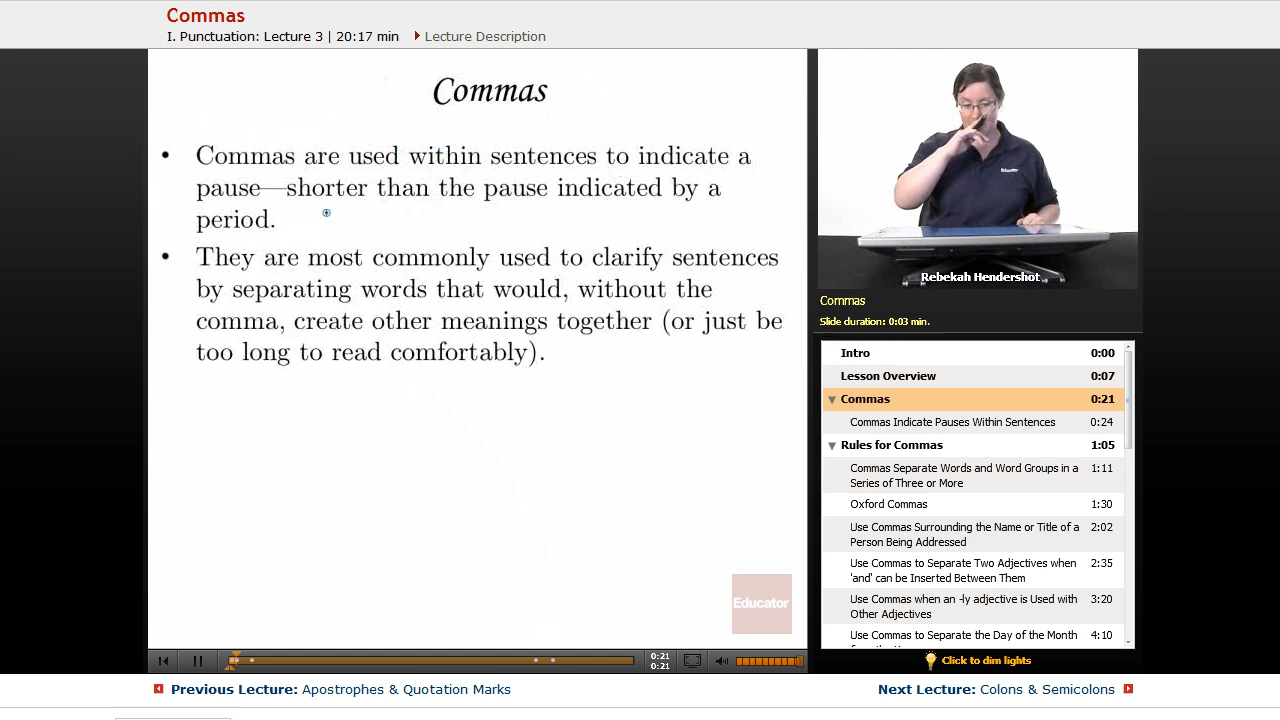 Commas
I. Punctuation: Lecture 3 | 20:17 min
Lecture Description
Commas
• Commas are used within sentences to indicate a
pause—shorter than the pause indicated by a
period.
• They are most commonly used to clarify sentences
by separating words that would, without the
comma, create other meanings together (or just be
too long to read comfortably).
Educator
Educator
Rebekah Hendershot
Commas
Slide duration: 0:03 min.
Intro 0:00
Lesson Overview 0:07
Commas 0:21
Commas Indicate Pauses Within Sentences 0:24
Rules for Commas 1:05
Commas Separate Words and Word Groups in a 1:11
Series of Three or More
Oxford Commas 1:30
Use Commas Surrounding the Name or Title of a 2:02
Person Being Addressed
Use Commas to Separate Two Adjectives when 2:35
'and' can be Inserted Between Them
Use Commas when an -ly adjective is Used with 3:20
Other Adjectives
Use Commas to Separate the Day of the Month 4:10
0:21
0:21
Click to dim lights
Previous Lecture: Apostrophes & Quotation Marks
Next Lecture: Colons & Semicolons